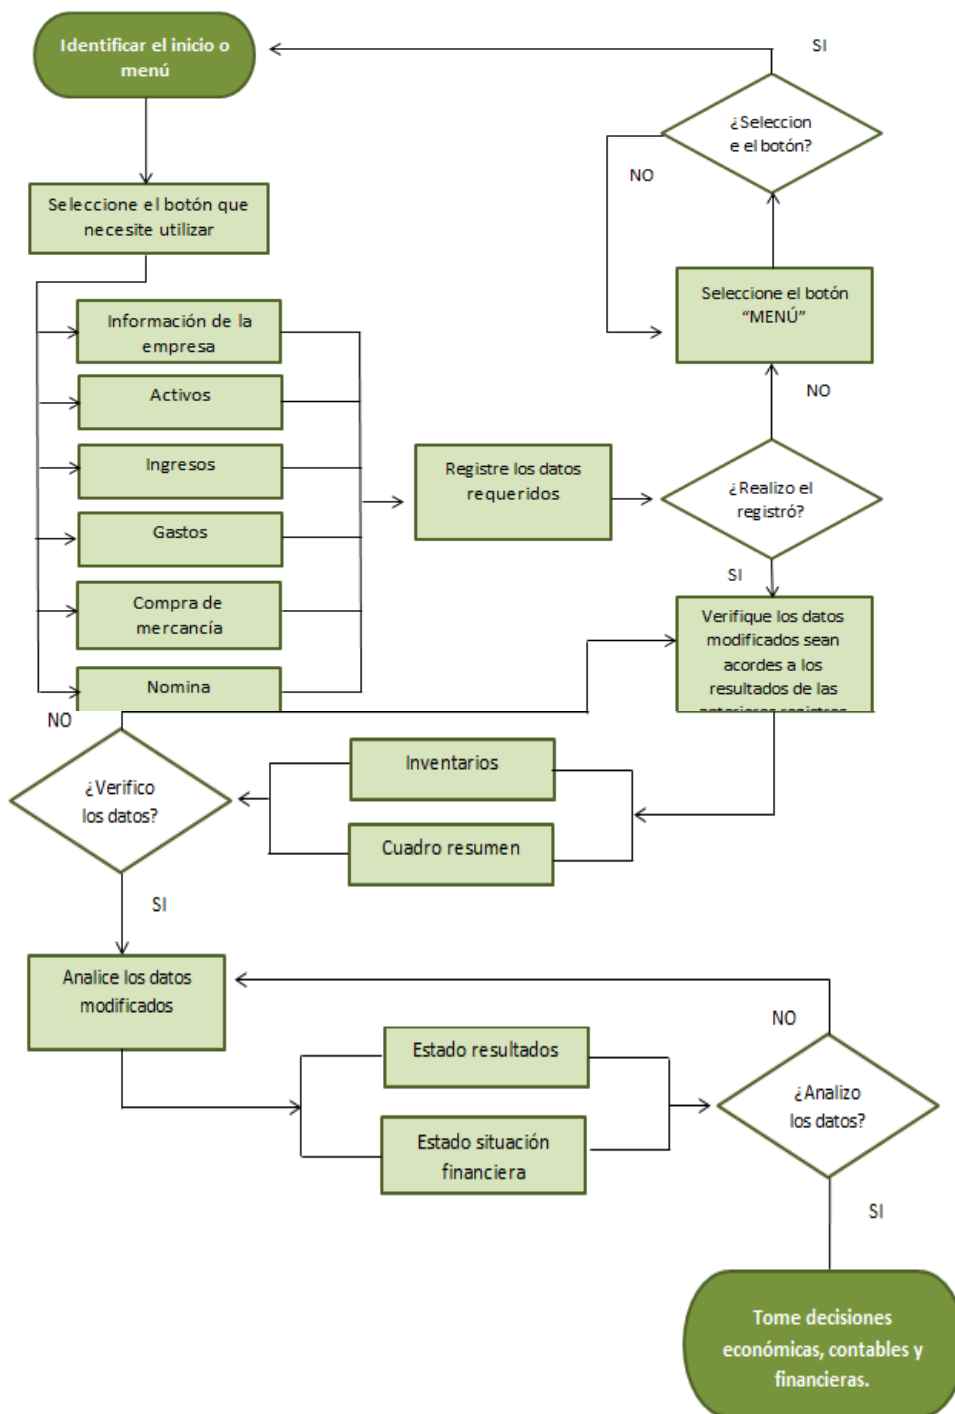 Identificar el inicio o
menú
SI
¿Seleccion
e el botón?
NO
Seleccione el botón que
necesite utilizar
Seleccione el botón
“MENÚ”
Información de la
empresa
NO
Activos
Ingresos
Registre los datos
requeridos
¿Realizo el
registró?
Gastos
SI
Compra de
mercancía
Verifique los datos
modificados sean
acordes a los
resultados de las
anteriores registros
Nomina
NO
Inventarios
¿Verifico
los datos?
Cuadro resumen
SI
Analice los datos
modificados
NO
Estado resultados
¿Analizo
los datos?
Estado situación
financiera
SI
Tome decisiones
económicas, contables y
financieras.